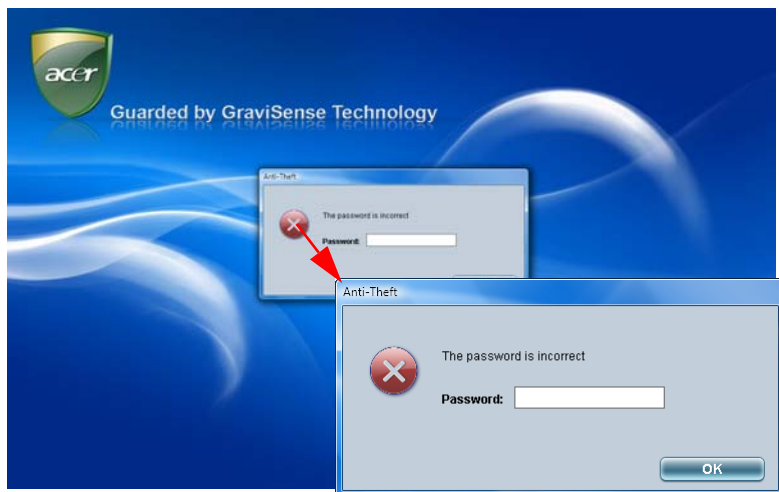 acer
Guarded by GraviSense Technology
Anti-Theft
The password is incorrect
Password:
Anti-Theft
The password is incorrect
Password:
OK